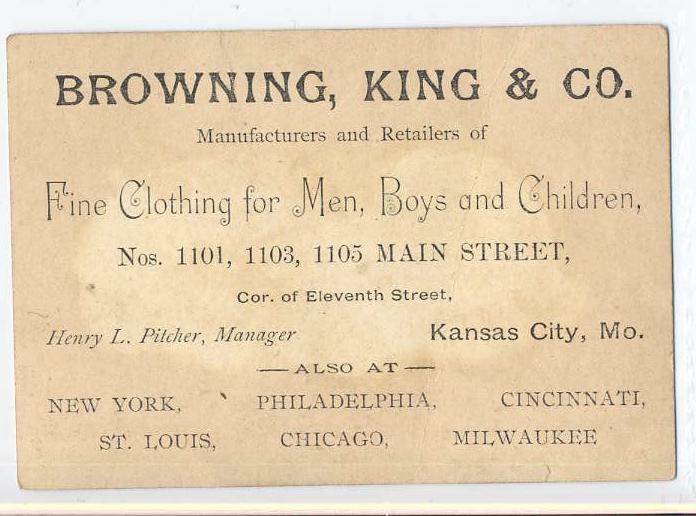 BROWNING, KING & CO.
Manufacturers and Retailers of
Fine Clothing for Men, Boys and Children,
Nos. 1101, 1103, 1105 MAIN STREET,
Cor. of Eleventh Street,
Henry L. Pitcher, Manager Kansas City, Mo.
— ALSO AT —
NEW YORK, PHILADELPHIA, CINCINNATI,
ST. LOUIS, CHICAGO, MILWAUKEE